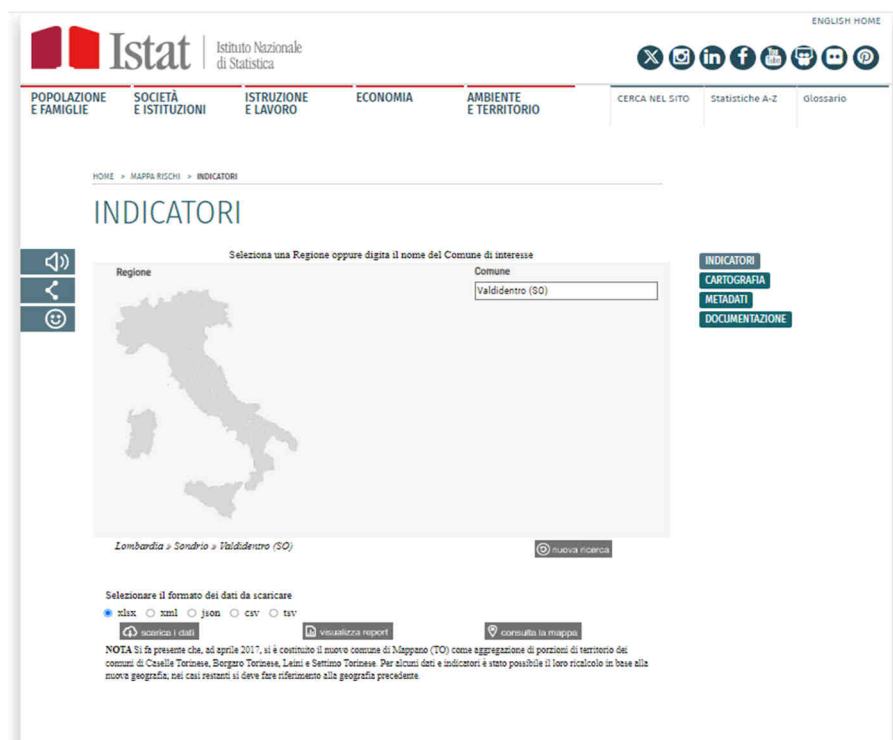 ENGLISH HOME
Istat
Istituto Nazionale
di Statistica
POPOLAZIONE
E FAMIGLIE
SOCIETÀ
E ISTITUZIONI
ISTRUZIONE
E LAVORO
ECONOMIA
AMBIENTE
E TERRITORIO
CERCA NEL SITO
Statistiche A-Z
Glossario
HOME > MAPPA RISCHI > INDICATORI
INDICATORI
Seleziona una Regione oppure digita il nome del Comune di interesse
Regione
Comune
Valdidentro (SO)
INDICATORI
CARTOGRAFIA
METADATI
DOCUMENTAZIONE
Lombardia » Sondrio » Valdidentro (SO)
nuova ricerca
Selezionare il formato dei dati da scaricare
xlsx xml json csv tsv
scarica i dati
visualizza report
consulta la mappa
NOTA Si fa presente che, ad aprile 2017, si è costituito il nuovo comune di Mappano (TO) come aggregazione di porzioni di territorio dei
comuni di Caselle Torinese, Borgaro Torinese, Leini e Settimo Torinese. Per alcuni dati e indicatori è stato possibile il loro ricalcolo in base alla
nuova geografia; nei casi restanti si deve fare riferimento alla geografia precedente.